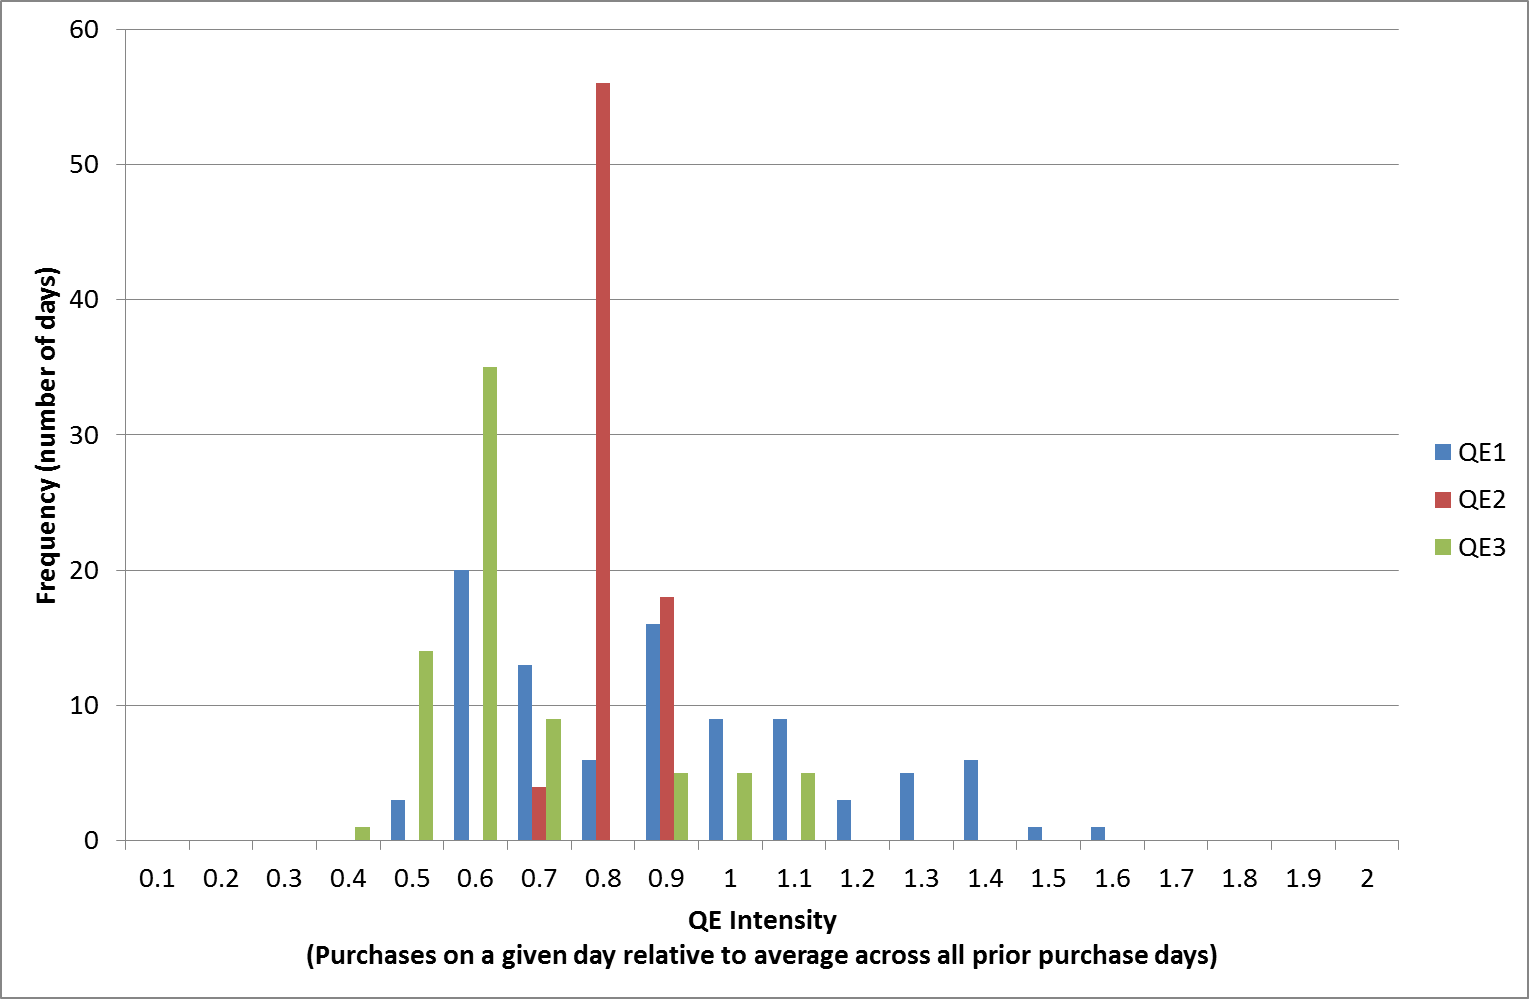 60
50
40
30
20
10
0
Frequency (number of days)
0.1 0.2 0.3 0.4 0.5 0.6 0.7 0.8 0.9 1 1.1 1.2 1.3 1.4 1.5 1.6 1.7 1.8 1.9 2
QE Intensity
(Purchases on a given day relative to average across all prior purchase days)
QE1
QE2
QE3